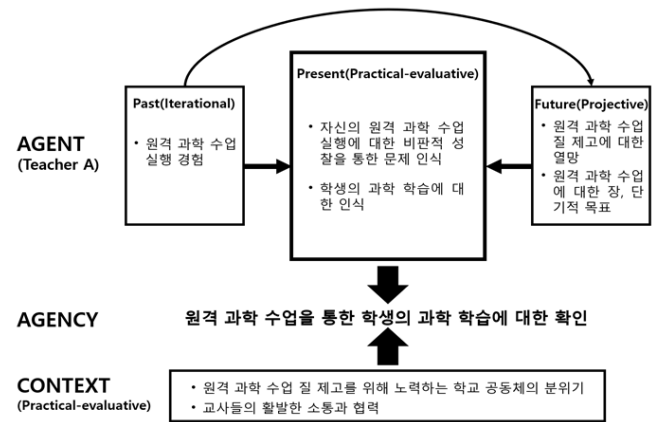 Present(Practical-evaluative)
Past(Iterational)
Future(Projective)
AGENT
(Teacher A)
• 원격 과학 수업
실행 경험
• 자신의 원격 과학 수업
실행에 대한 비판적 성
찰을 통한 문제 인식
• 학생의 과학 학습에 대
한 인식
• 원격 과학 수업
질 제고에 대한
열망
• 원격 과학 수업
에 대한 장, 단
기적 목표
AGENCY
원격 과학 수업을 통한 학생의 과학 학습에 대한 확인
CONTEXT
(Practical-evaluative)
• 원격 과학 수업 질 제고를 위해 노력하는 학교 공동체의 분위기
• 교사들의 활발한 소통과 협력